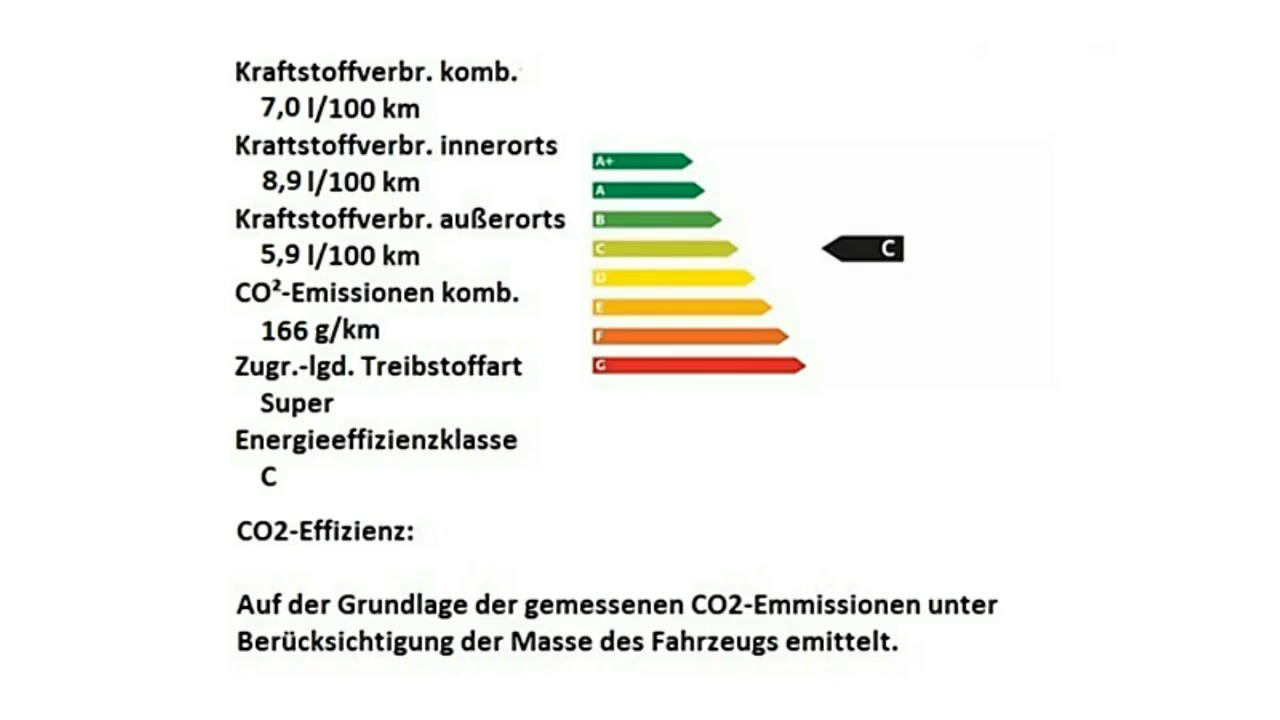 Kraftstoffverbr. komb.
7,0 l/100 km
Krattstoffverbr. innerorts
8,9 l/100 km
Kraftstoffverbr. außerorts
5,9 l/100 km
CO²-Emissionen komb.
166 g/km
Zugr.-lgd. Treibstoffart
Super
Energieeffizienzklasse
C
A+
A
B
C
D
E
F
G
C
CO2-Effizienz:
Auf der Grundlage der gemessenen CO2-Emmissionen unter
Berücksichtigung der Masse des Fahrzeugs emittelt.